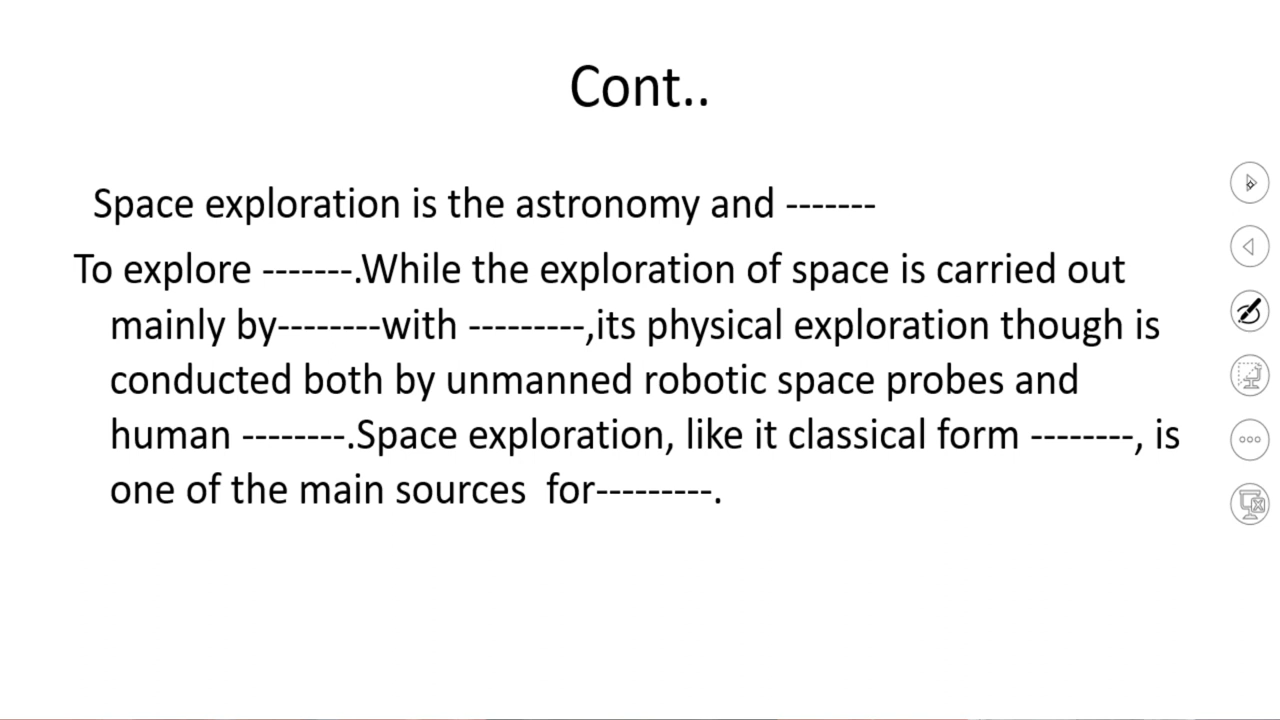 Cont..
Space exploration is the astronomy and -------
To explore -------.While the exploration of space is carried out
mainly by--------with ---------,its physical exploration though is
conducted both by unmanned robotic space probes and
human --------.Space exploration, like it classical form --------, is
one of the main sources  for---------.